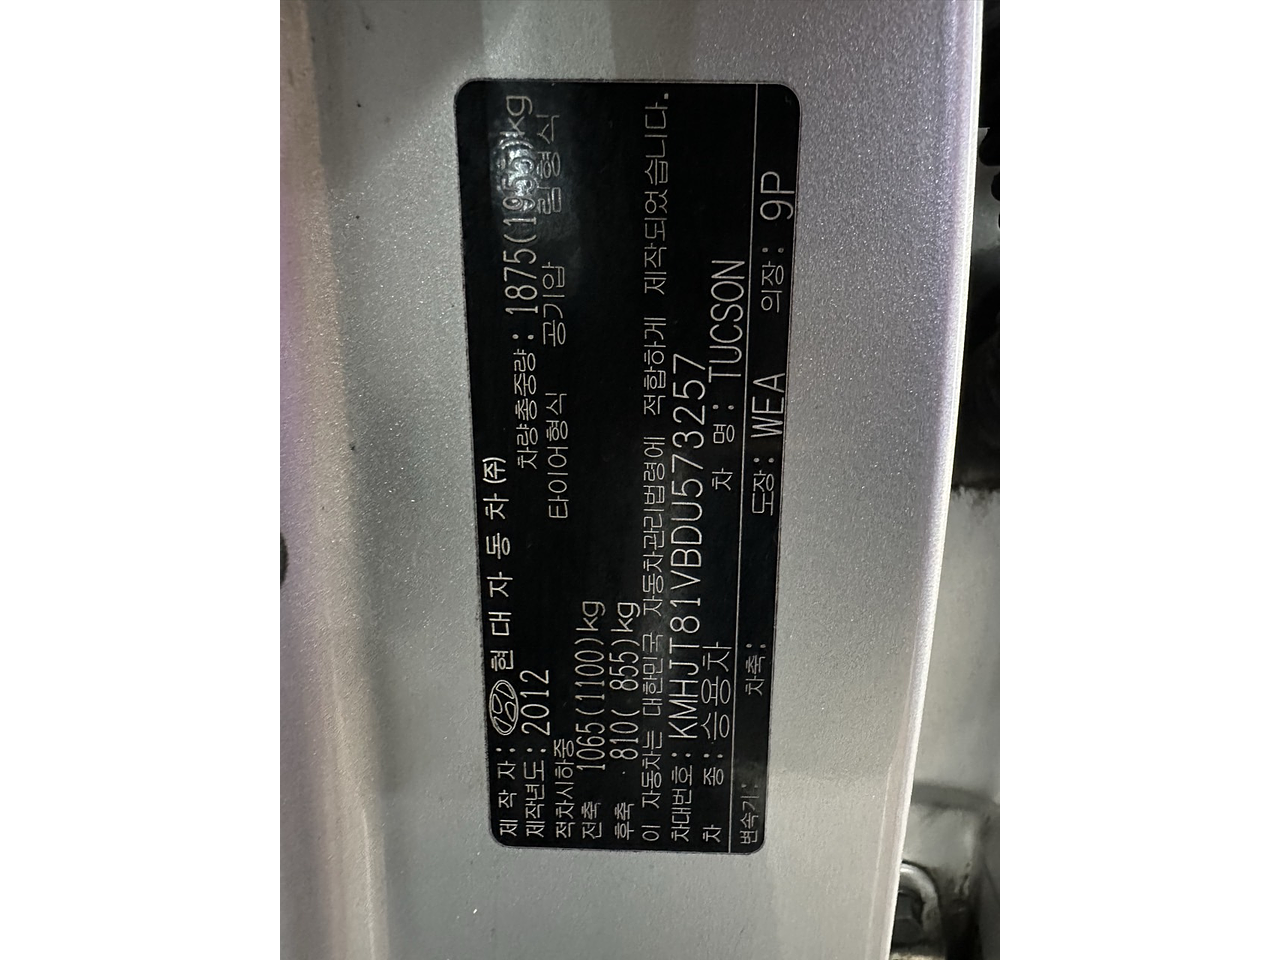 제 작 자 : 현 대 자 동 차 (주)
제작년도 : 2012 차량총중량 : 1875(1955)kg
적차시하중 타이어형식 공기압 림형식
전축 1065(1100)kg
후축 810( 855)kg
이 자동차는 대한민국 자동차관리법령에 적합하게 제작되었습니다.
차대번호 : KMHJT81VBDU573257
차 종 : 승용차 차 명 : TUCSON
변속기 : 차축 : 도장 : WEA 의장 : 9P